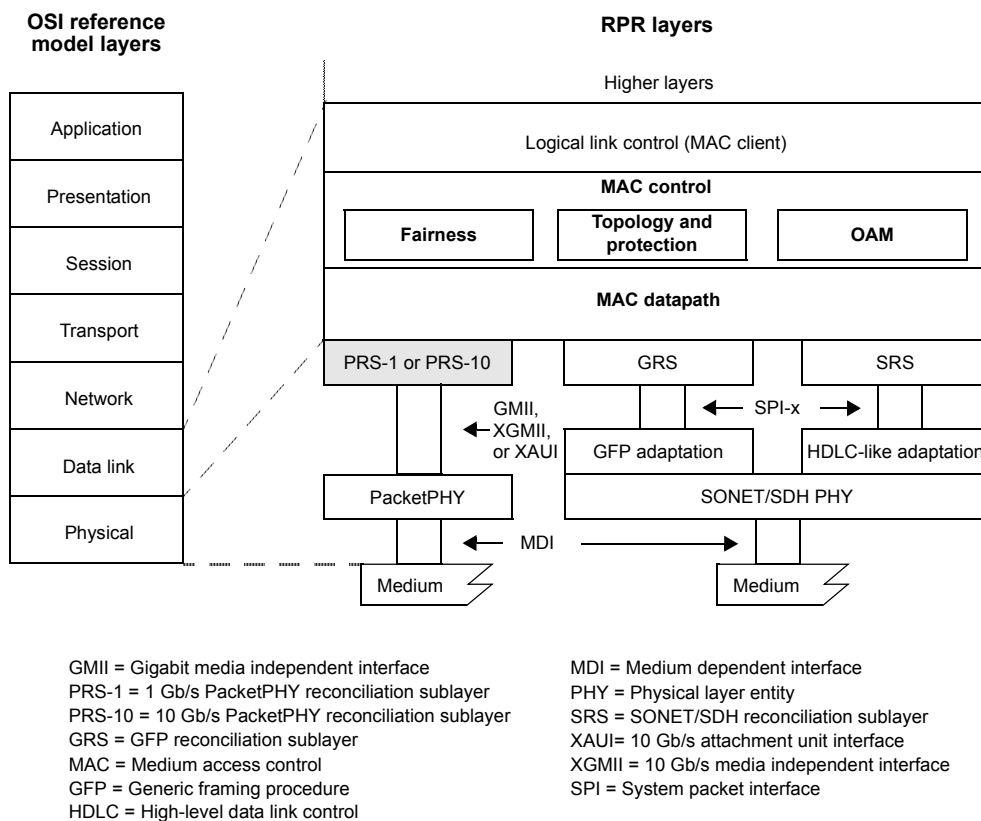 OSI reference
model layers
RPR layers
Application
Presentation
Session
Transport
Network
Data link
Physical
Higher layers
Logical link control (MAC client)
MAC control
Fairness
Topology and
protection
OAM
MAC datapath
PRS-1 or PRS-10
GRS
SRS
GMII,
XGMII,
or XAUI
SPI-x
GFP adaptation
HDLC-like adaptation
PacketPHY
SONET/SDH PHY
MDI
Medium
Medium
GMII = Gigabit media independent interface
PRS-1 = 1 Gb/s PacketPHY reconciliation sublayer
PRS-10 = 10 Gb/s PacketPHY reconciliation sublayer
GRS = GFP reconciliation sublayer
MAC = Medium access control
GFP = Generic framing procedure
HDLC = High-level data link control
MDI = Medium dependent interface
PHY = Physical layer entity
SRS = SONET/SDH reconciliation sublayer
XAUI= 10 Gb/s attachment unit interface
XGMII = 10 Gb/s media independent interface
SPI = System packet interface